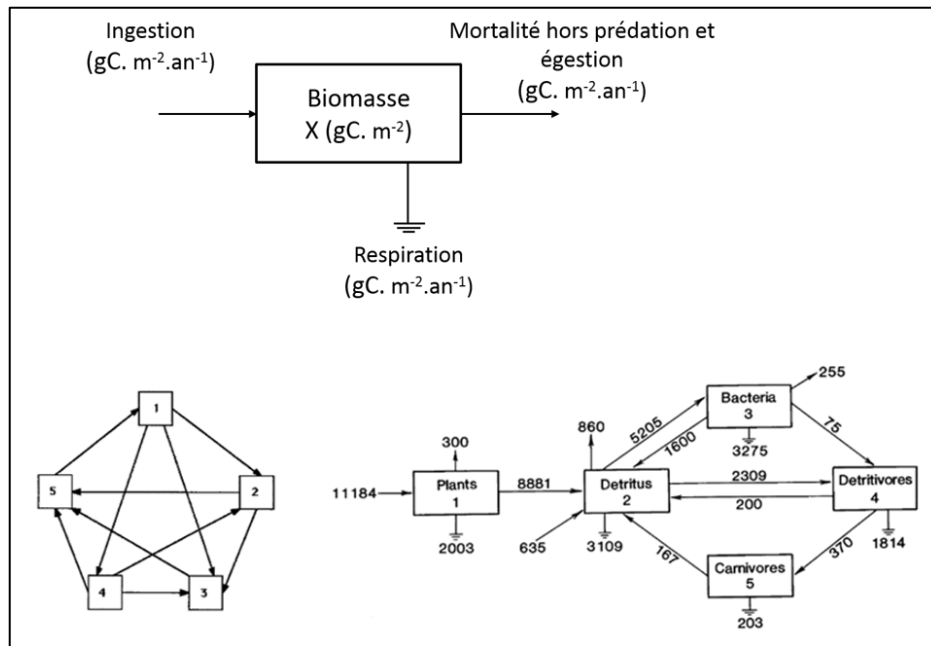 Ingestion
(gC. m⁻².an⁻¹)
Mortalité hors prédation et
égestion
(gC. m⁻².an⁻¹)
Biomasse
X (gC. m⁻²)
Respiration
(gC. m⁻².an⁻¹)
1
5
2
4
3
11184
300
Plants
1
2003
8881
860
635
Detritus
2
3109
5205
1600
Bacteria
3
3275
255
75
2309
200
Detritivores
4
1814
370
167
Carnivores
5
203